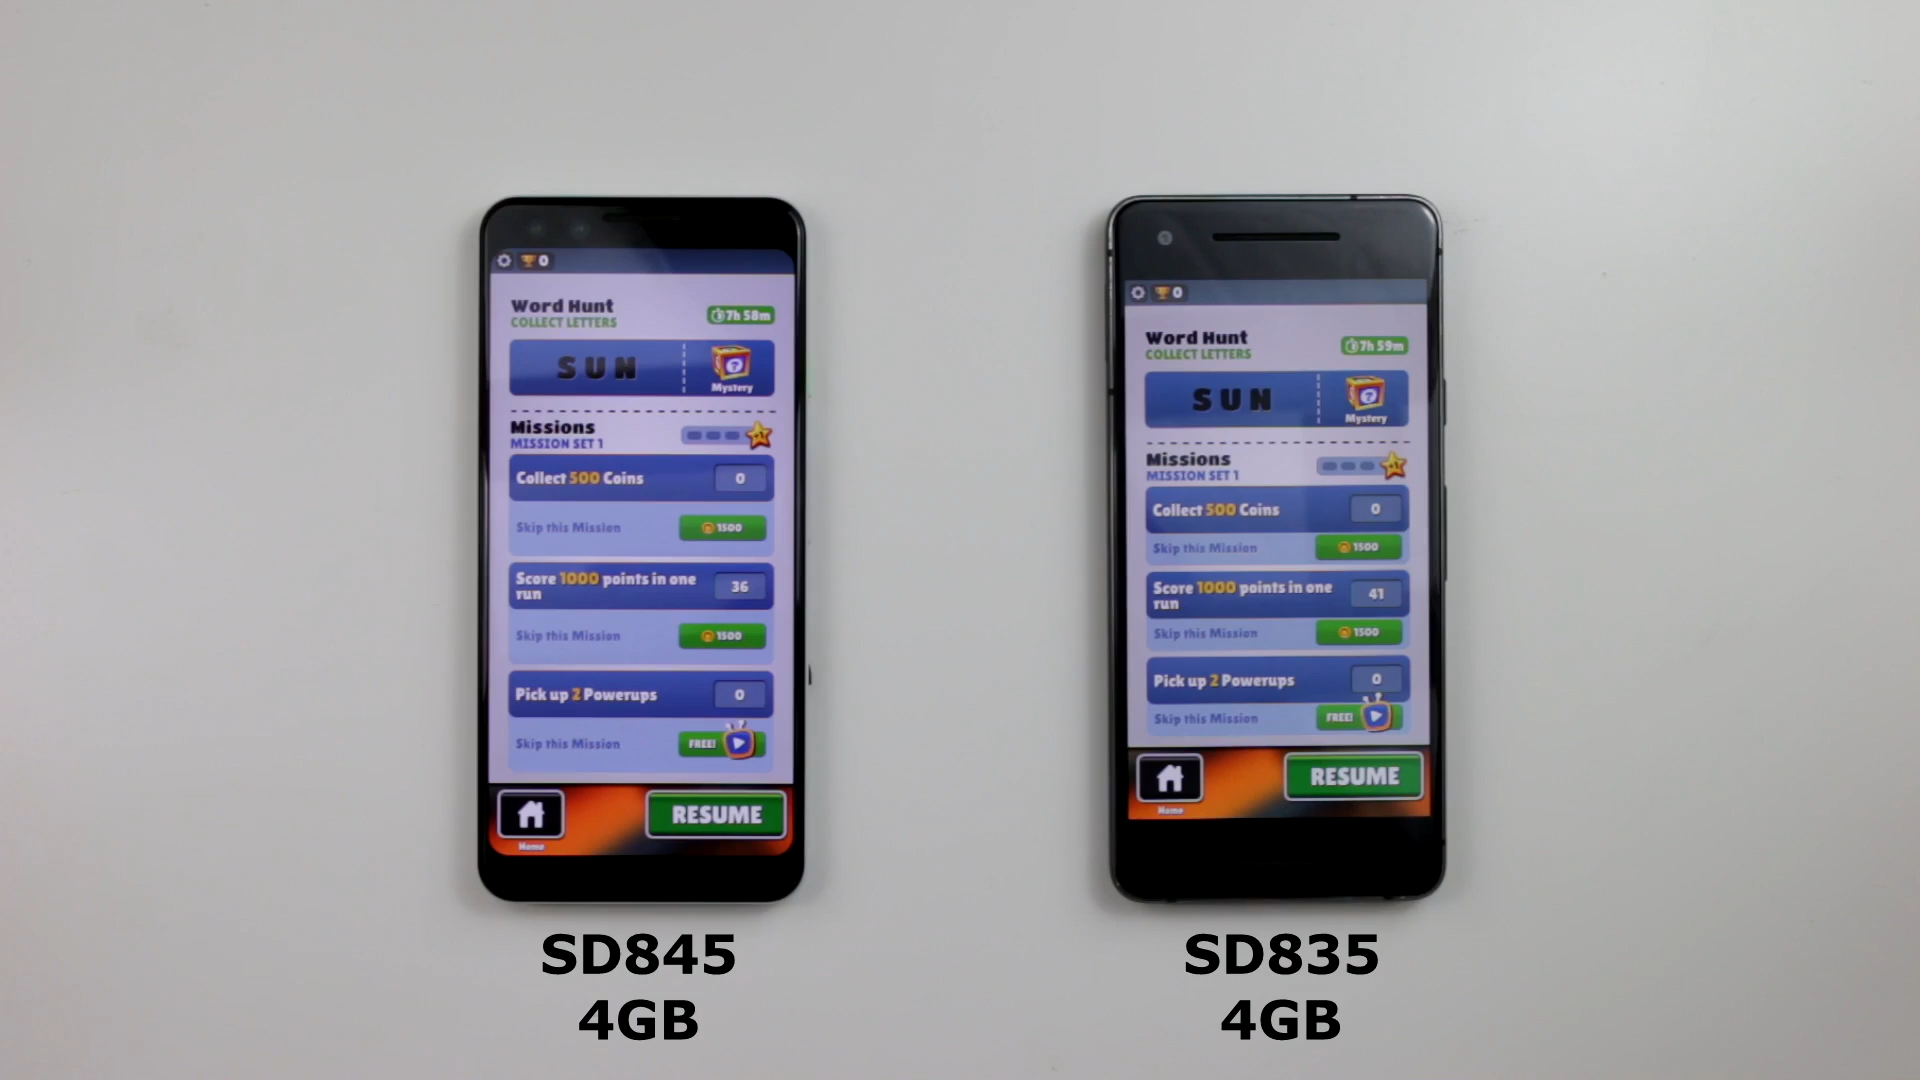 0
Word Hunt
COLLECT LETTERS
7h 58m
SUN
Mystery
Missions
MISSION SET 1
Collect 500 Coins
0
Skip this Mission
1500
Score 1000 points in one
run
36
Skip this Mission
1500
Pick up 2 Powerups
0
Skip this Mission
FREE!
Home
RESUME
SD845
4GB
0
Word Hunt
COLLECT LETTERS
7h 59m
SUN
Mystery
Missions
MISSION SET 1
Collect 500 Coins
0
Skip this Mission
1500
Score 1000 points in one
run
41
Skip this Mission
1500
Pick up 2 Powerups
0
Skip this Mission
FREE!
Home
RESUME
SD835
4GB